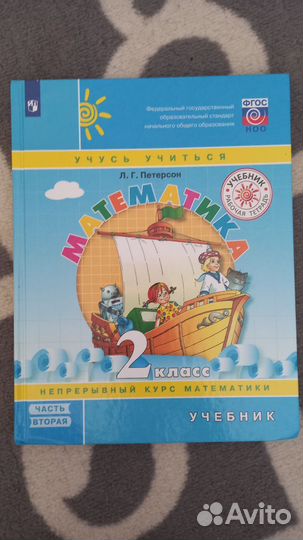 Федеральный государственный
образовательный стандарт
начального общего образования
ФГОС
НОО
УЧУСЬ УЧИТЬСЯ
Л. Г. Петерсон
УЧЕБНИК
РАБОЧАЯ ТЕТРАДЬ
МАТЕМАТИКА
2 класс
НЕПРЕРЫВНЫЙ КУРС МАТЕМАТИКИ
ЧАСТЬ
ВТОРАЯ
УЧЕБНИК
Avito